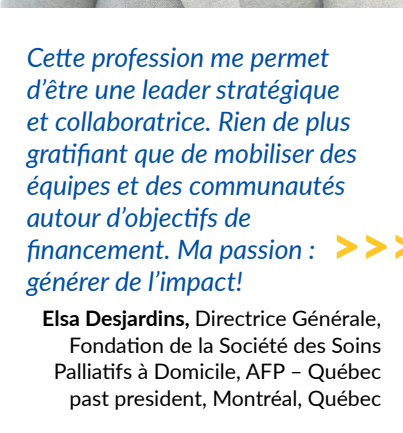 Cette profession me permet
d'être une leader stratégique
et collaboratrice. Rien de plus
gratifiant que de mobiliser des
équipes et des communautés
autour d'objectifs de
financement. Ma passion : >>>
générer de l'impact!
Elsa Desjardins, Directrice Générale,
Fondation de la Société des Soins
Palliatifs à Domicile, AFP – Québec
past president, Montréal, Québec